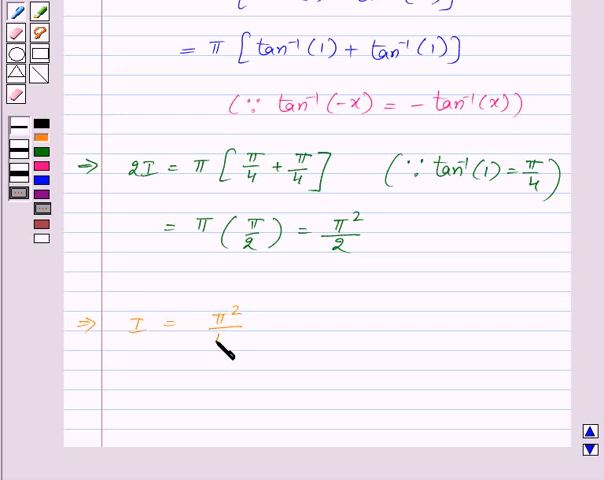 = π [tan⁻¹(1) + tan⁻¹(1)]
(∵ tan⁻¹(-x) = - tan⁻¹(x))
⇒ 2I = π [π/4 + π/4] (∵ tan⁻¹(1) = π/4)
= π (π/2) = π²/2
⇒ I = π²/